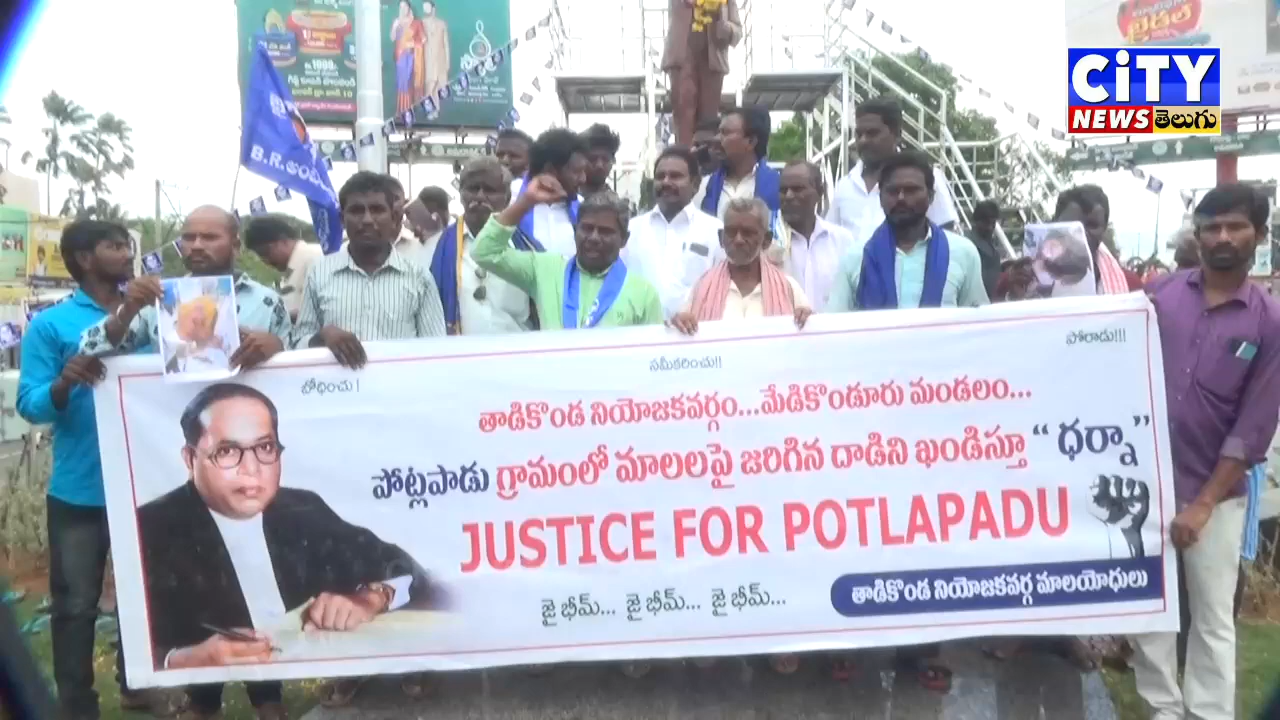 CiTY
NEWS తెలుగు
B.R.అంబే
బోధించు !
సమీకరించు!!
పోరాడు!!!
తాడికొండ నియోజకవర్గం...మేడికొండూరు మండలం...
పోట్లపాడు గ్రామంలో మాలలపై జరిగిన దాడిని ఖండిస్తూ “ ధర్నా ”
JUSTICE FOR POTLAPADU
జై భీమ్... జై భీమ్... జై భీమ్...
తాడికొండ నియోజకవర్గ మాలయోధులు